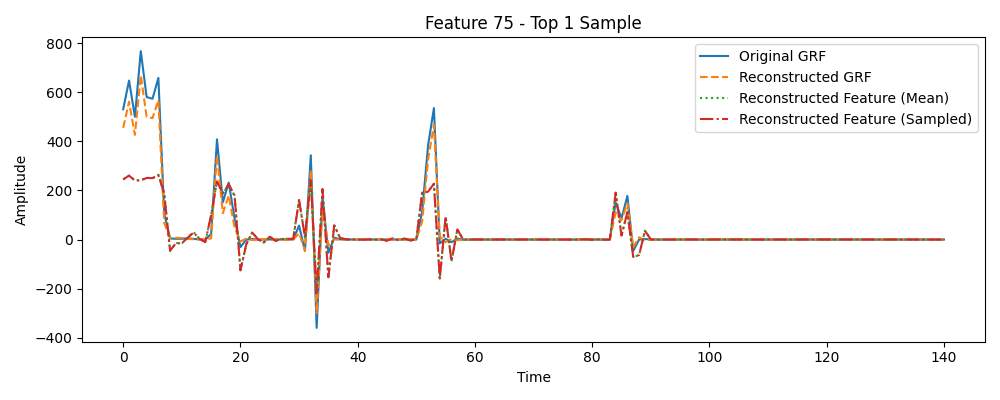 Feature 75 - Top 1 Sample
Original GRF
Reconstructed GRF
Reconstructed Feature (Mean)
Reconstructed Feature (Sampled)
Amplitude
800
600
400
200
0
−200
−400
0 20 40 60 80 100 120 140
Time